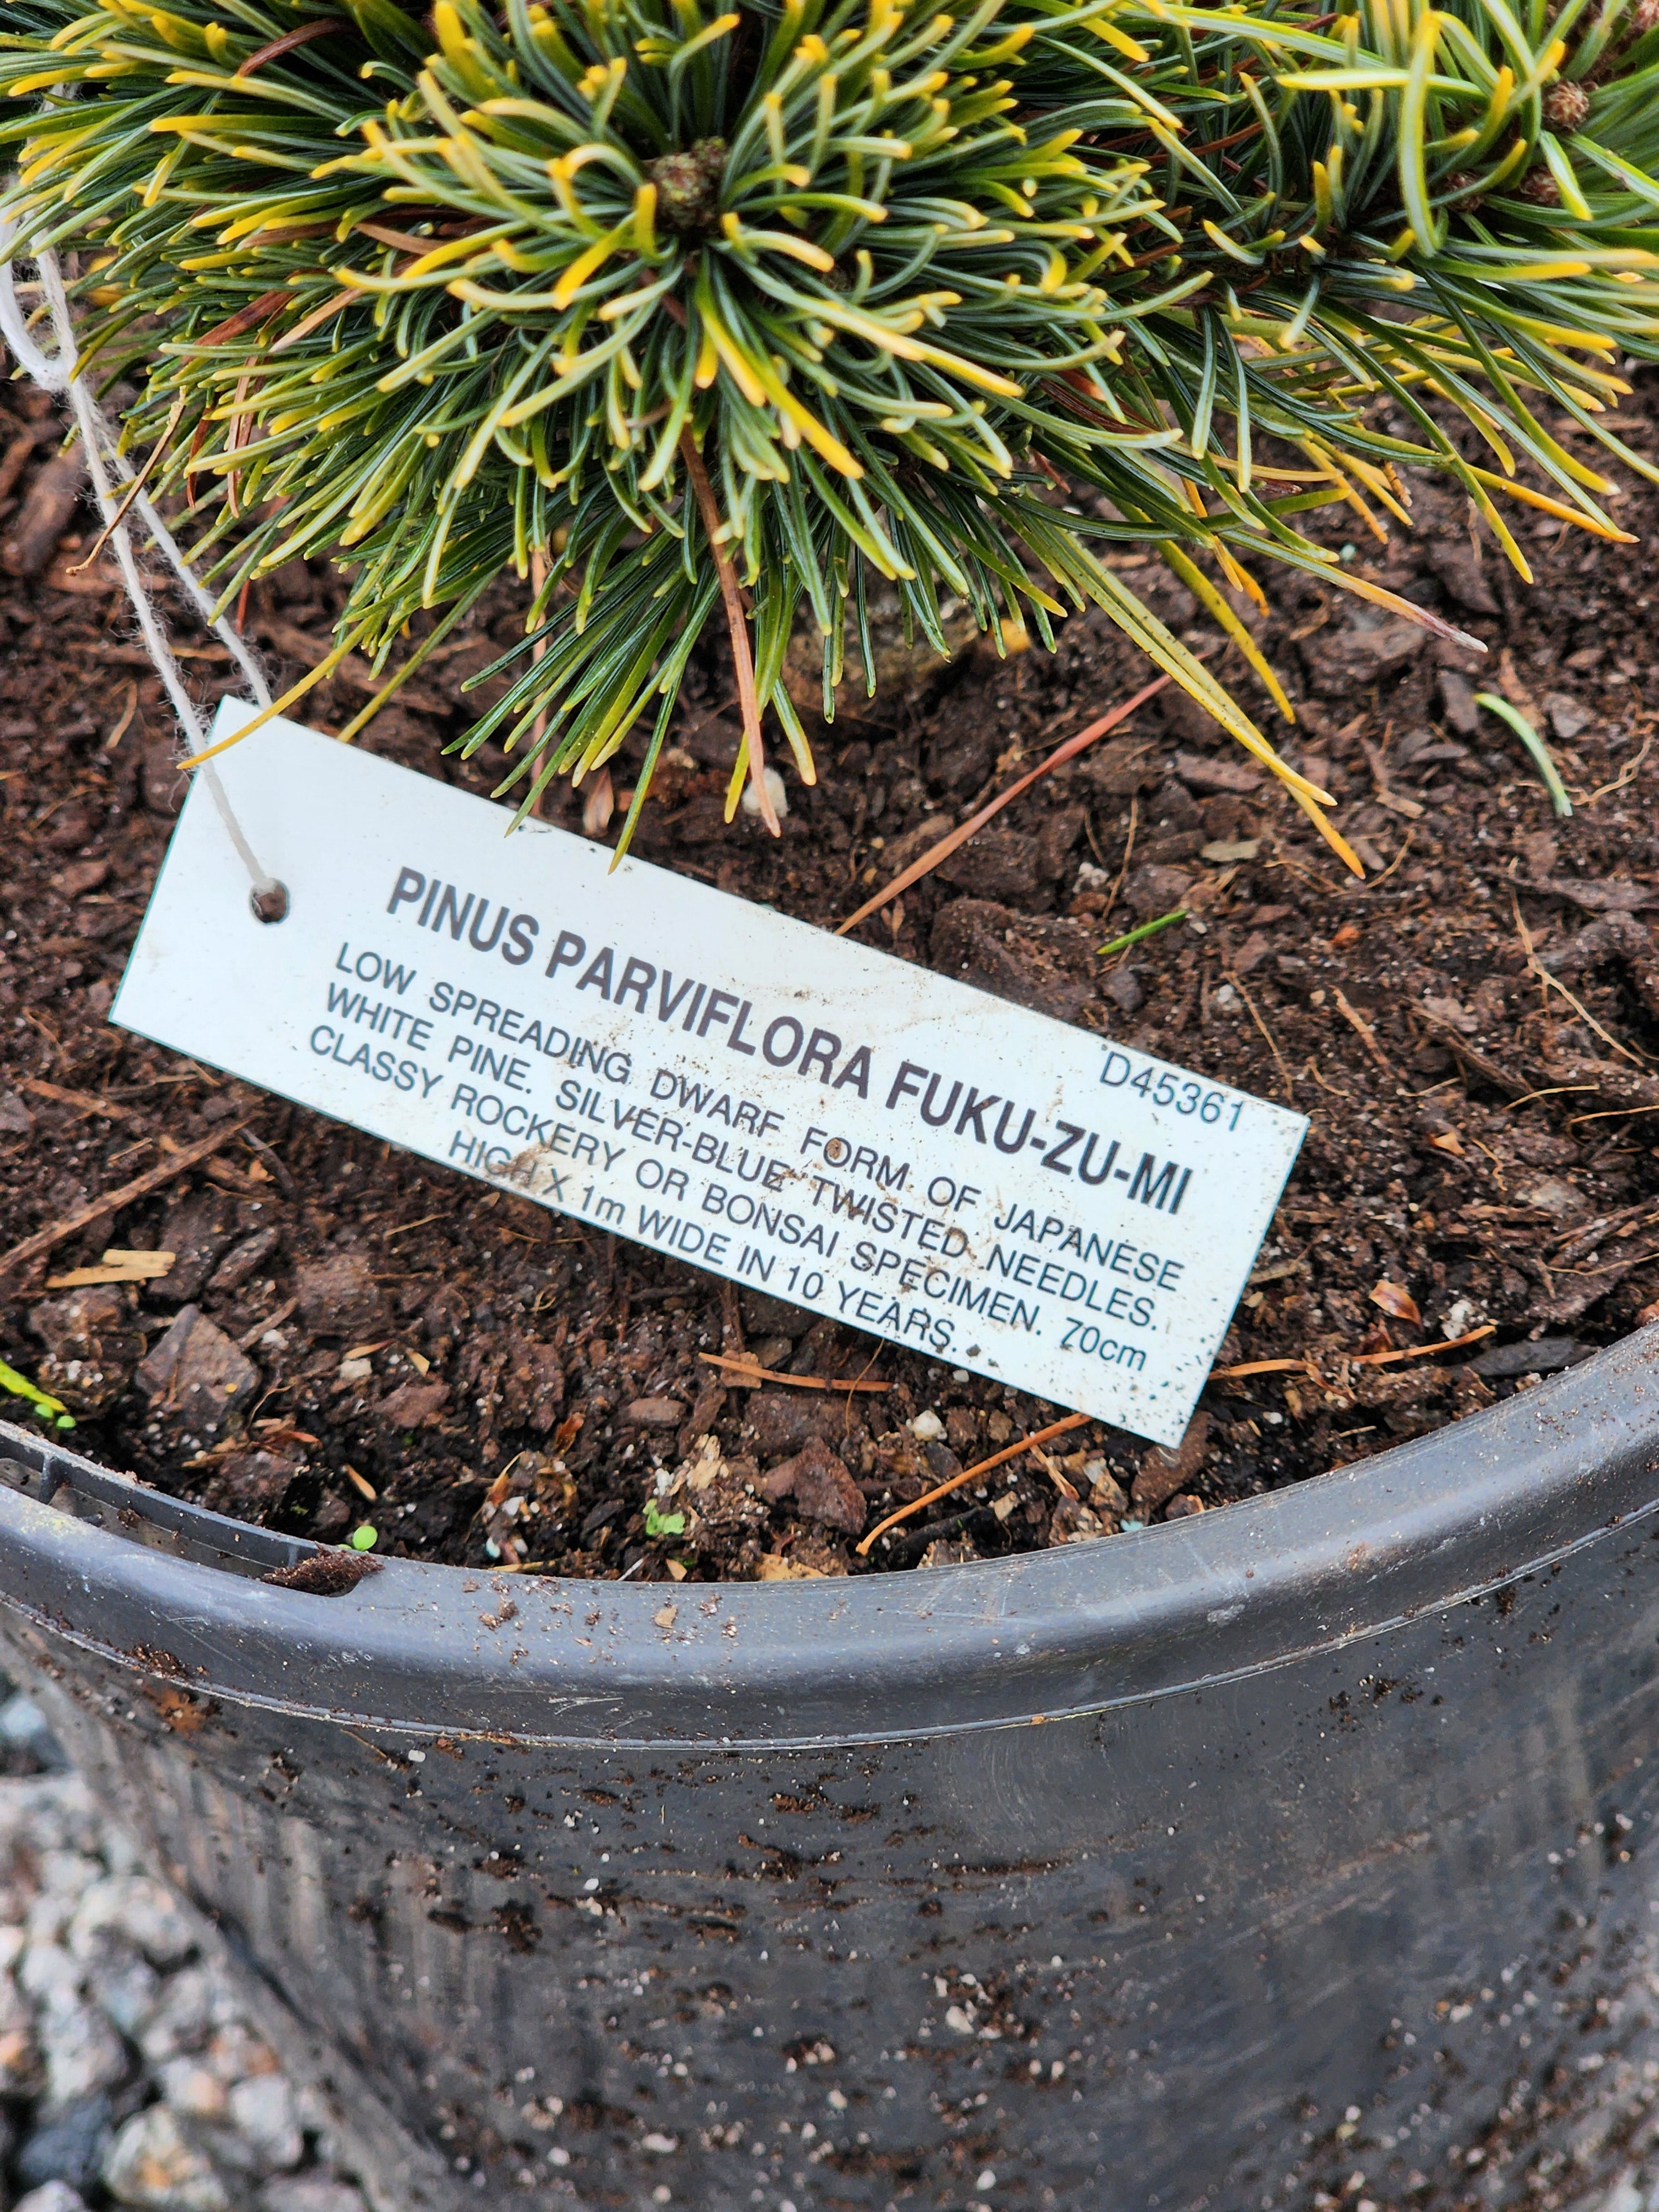 D45361
PINUS PARVIFLORA FUKU-ZU-MI
LOW SPREADING DWARF FORM OF JAPANESE
WHITE PINE. SILVER-BLUE TWISTED NEEDLES.
CLASSY ROCKERY OR BONSAI SPECIMEN. 70cm
HIGH X 1m WIDE IN 10 YEARS.